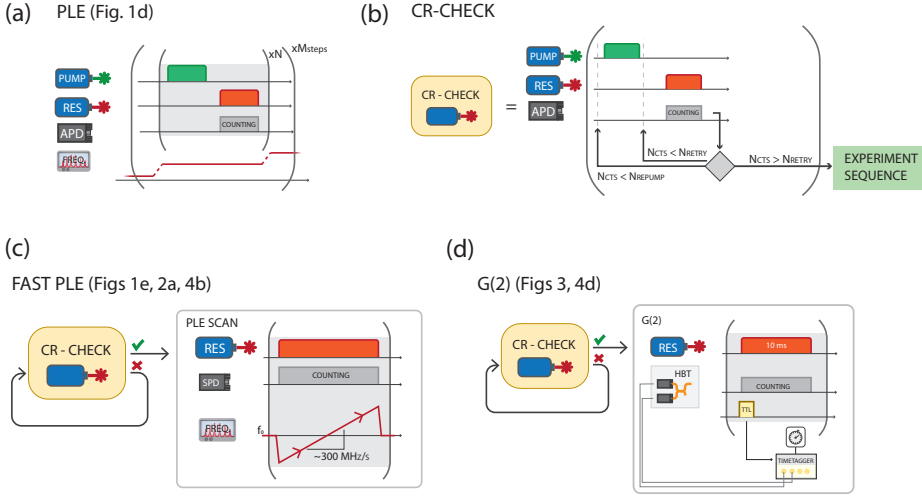 (a) PLE (Fig. 1d)
xN
xMsteps
PUMP
RES
APD
COUNTING
FREQ
(b) CR-CHECK
CR - CHECK
=
PUMP
RES
APD
COUNTING
NCTS < NRETRY
NCTS > NRETRY
NCTS < NREPUMP
EXPERIMENT
SEQUENCE
(c)
FAST PLE (Figs 1e, 2a, 4b)
CR - CHECK
PLE SCAN
RES
SPD
COUNTING
FREQ
f₀
~300 MHz/s
(d)
G(2) (Figs 3, 4d)
CR - CHECK
G(2)
RES
10 ms
HBT
COUNTING
TTL
TIMETAGGER